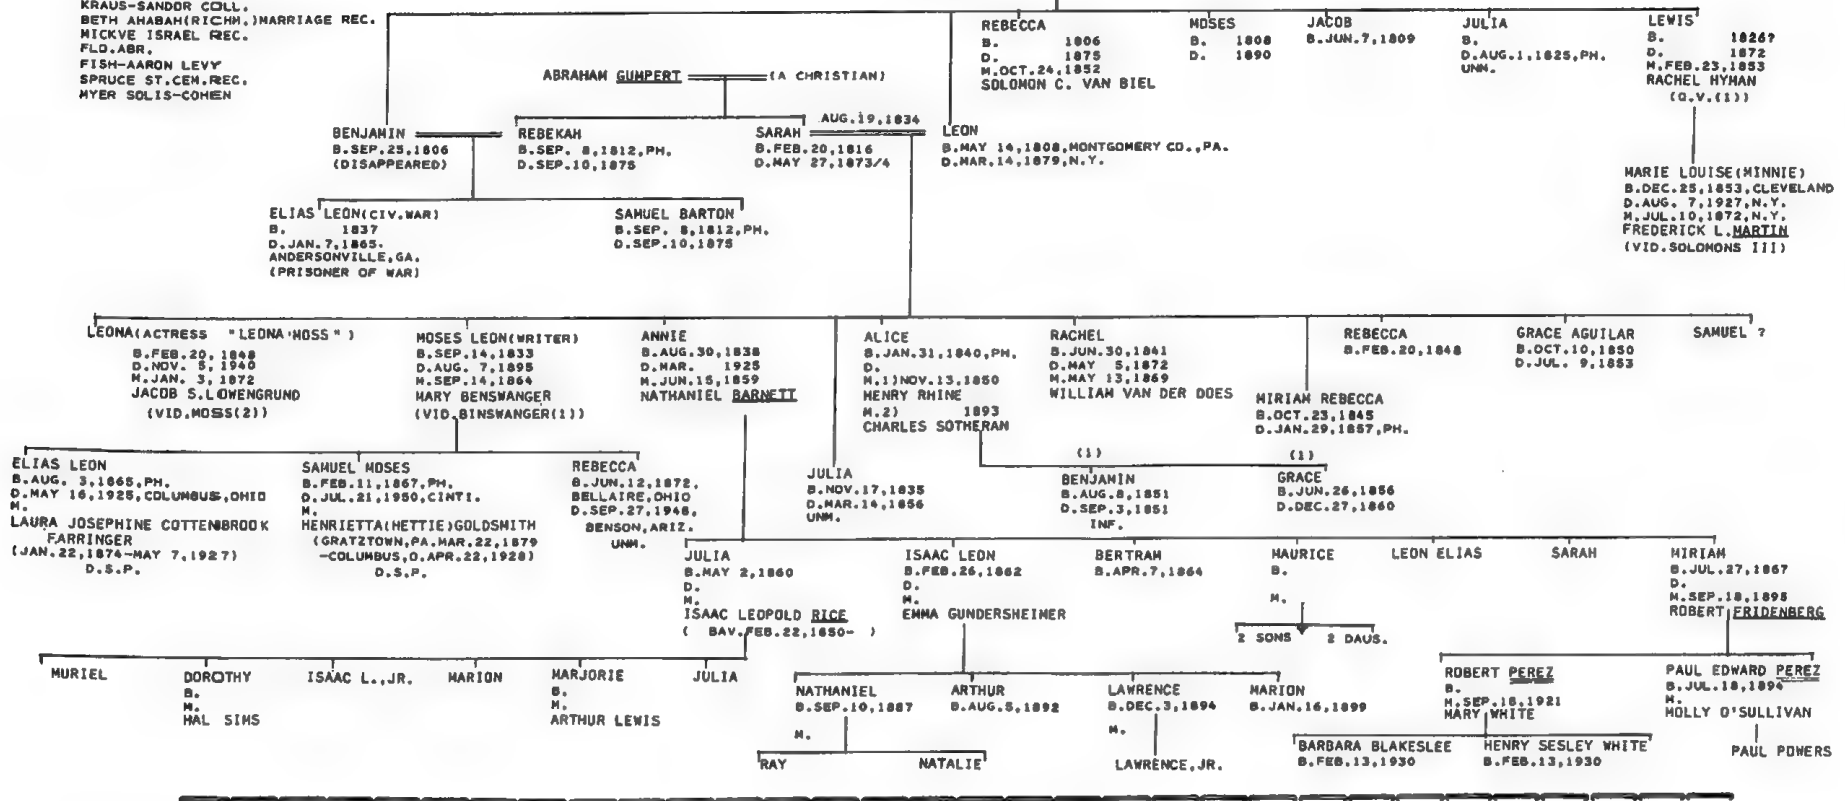 KRAUS-SANDOR COLL.
BETH AHABAH(RICHM.)MARRIAGE REC.
MICKVE ISRAEL REC.
FLO.ABR.
FISH-AARON LEVY
SPRUCE ST.CEM.REC.
MYER SOLIS-COHEN
REBECCA
B. 1806
D. 1875
M.OCT.24,1852
SOLOMON C. VAN BIEL
MOSES
B. 1808
D. 1890
JACOB
B.JUN.7,1809
JULIA
B.
D.AUG.1,1825,PH.
UNM.
LEWIS
B. 1826?
D. 1872
M.FEB.23,1853
RACHEL HYMAN
(Q.V.(1))
ABRAHAM GUMPERT (A CHRISTIAN)
BENJAMIN
B.SEP.25,1806
(DISAPPEARED)
REBEKAH
B.SEP. 8,1812,PH.
D.SEP.10,1875
SARAH
B.FEB.20,1816
D.MAY 27,1873/4
AUG.19,1834
LEON
B.MAY 14,1808,MONTGOMERY CO.,PA.
D.MAR.14,1879,N.Y.
MARIE LOUISE(MINNIE)
B.DEC.25,1853,CLEVELAND
D.AUG. 7,1927,N.Y.
M.JUL.10,1872,N.Y.
FREDERICK L.MARTIN
(VID.SOLOMONS III)
ELIAS LEON(CIV.WAR)
B. 1837
D.JAN.7,1865.
ANDERSONVILLE,GA.
(PRISONER OF WAR)
SAMUEL BARTON
B.SEP. 8,1812,PH.
D.SEP.10,1875
LEONA(ACTRESS "LEONA MOSS")
B.FEB.20, 1848
D.NOV. 5, 1940
M.JAN. 3, 1872
JACOB S.LOWENGRUND
(VID.MOSS(2))
MOSES LEON(WRITER)
B.SEP.14,1833
D.AUG. 7,1895
M.SEP.14,1864
MARY BENSWANGER
(VID.BINSWANGER(1))
ANNIE
B.AUG.30,1838
D.MAR. 1925
M.JUN.15,1859
NATHANIEL BARNETT
ALICE
B.JAN.31,1840,PH.
D.
M.1)NOV.13,1850
HENRY RHINE
M.2) 1893
CHARLES SOTHERAN
RACHEL
B.JUN.30,1841
D.MAY 5,1872
M.MAY 13,1869
WILLIAM VAN DER DOES
MIRIAM REBECCA
B.OCT.23,1845
D.JAN.29,1857,PH.
REBECCA
B.FEB.20,1848
GRACE AGUILAR
B.OCT.10,1850
D.JUL. 9,1853
SAMUEL ?
ELIAS LEON
B.AUG. 3,1865,PH.
D.MAY 16,1925,COLUMBUS,OHIO
M.
LAURA JOSEPHINE COTTENBROOK
FARRINGER
(JAN.22,1874-MAY 7,1927)
D.S.P.
SAMUEL MOSES
B.FEB.11,1867,PH.
D.JUL.21,1950,CINTI.
M.
HENRIETTA(HETTIE)GOLDSMITH
(GRATZTOWN,PA.MAR.22,1879
-COLUMBUS,O.APR.22,1928)
D.S.P.
REBECCA
B.JUN.12,1872,
BELLAIRE,OHIO
D.SEP.27,1948,
BENSON,ARIZ.
UNM.
JULIA
B.NOV.17,1835
D.MAR.14,1856
UNM.
(1)
BENJAMIN
B.AUG.8,1851
D.SEP.3,1851
INF.
(1)
GRACE
B.JUN.26,1856
D.DEC.27,1860
JULIA
B.MAY 2,1860
D.
M.
ISAAC LEOPOLD RICE
( BAV.FEB.22,1850- )
ISAAC LEON
B.FEB.26,1862
D.
M.
EMMA GUNDERSHEIMER
BERTRAM
B.APR.7,1864
MAURICE
B.
M.
2 SONS 2 DAUS.
LEON ELIAS
SARAH
MIRIAM
B.JUL.27,1867
D.
M.SEP.18,1895
ROBERT FRIDENBERG
MURIEL
DOROTHY
B.
M.
HAL SIMS
ISAAC L.,JR.
MARION
MARJORIE
B.
M.
ARTHUR LEWIS
JULIA
NATHANIEL
B.SEP.10,1887
M.
ARTHUR
B.AUG.5,1892
LAWRENCE
B.DEC.3,1894
M.
MARION
B.JAN.16,1899
ROBERT PEREZ
B.
M.SEP.18,1921
MARY WHITE
PAUL EDWARD PEREZ
B.JUL.18,1894
M.
MOLLY O'SULLIVAN
RAY
NATALIE
LAWRENCE,JR.
BARBARA BLAKESLEE
B.FEB.13,1930
HENRY SESLEY WHITE
B.FEB.13,1930
PAUL POWERS